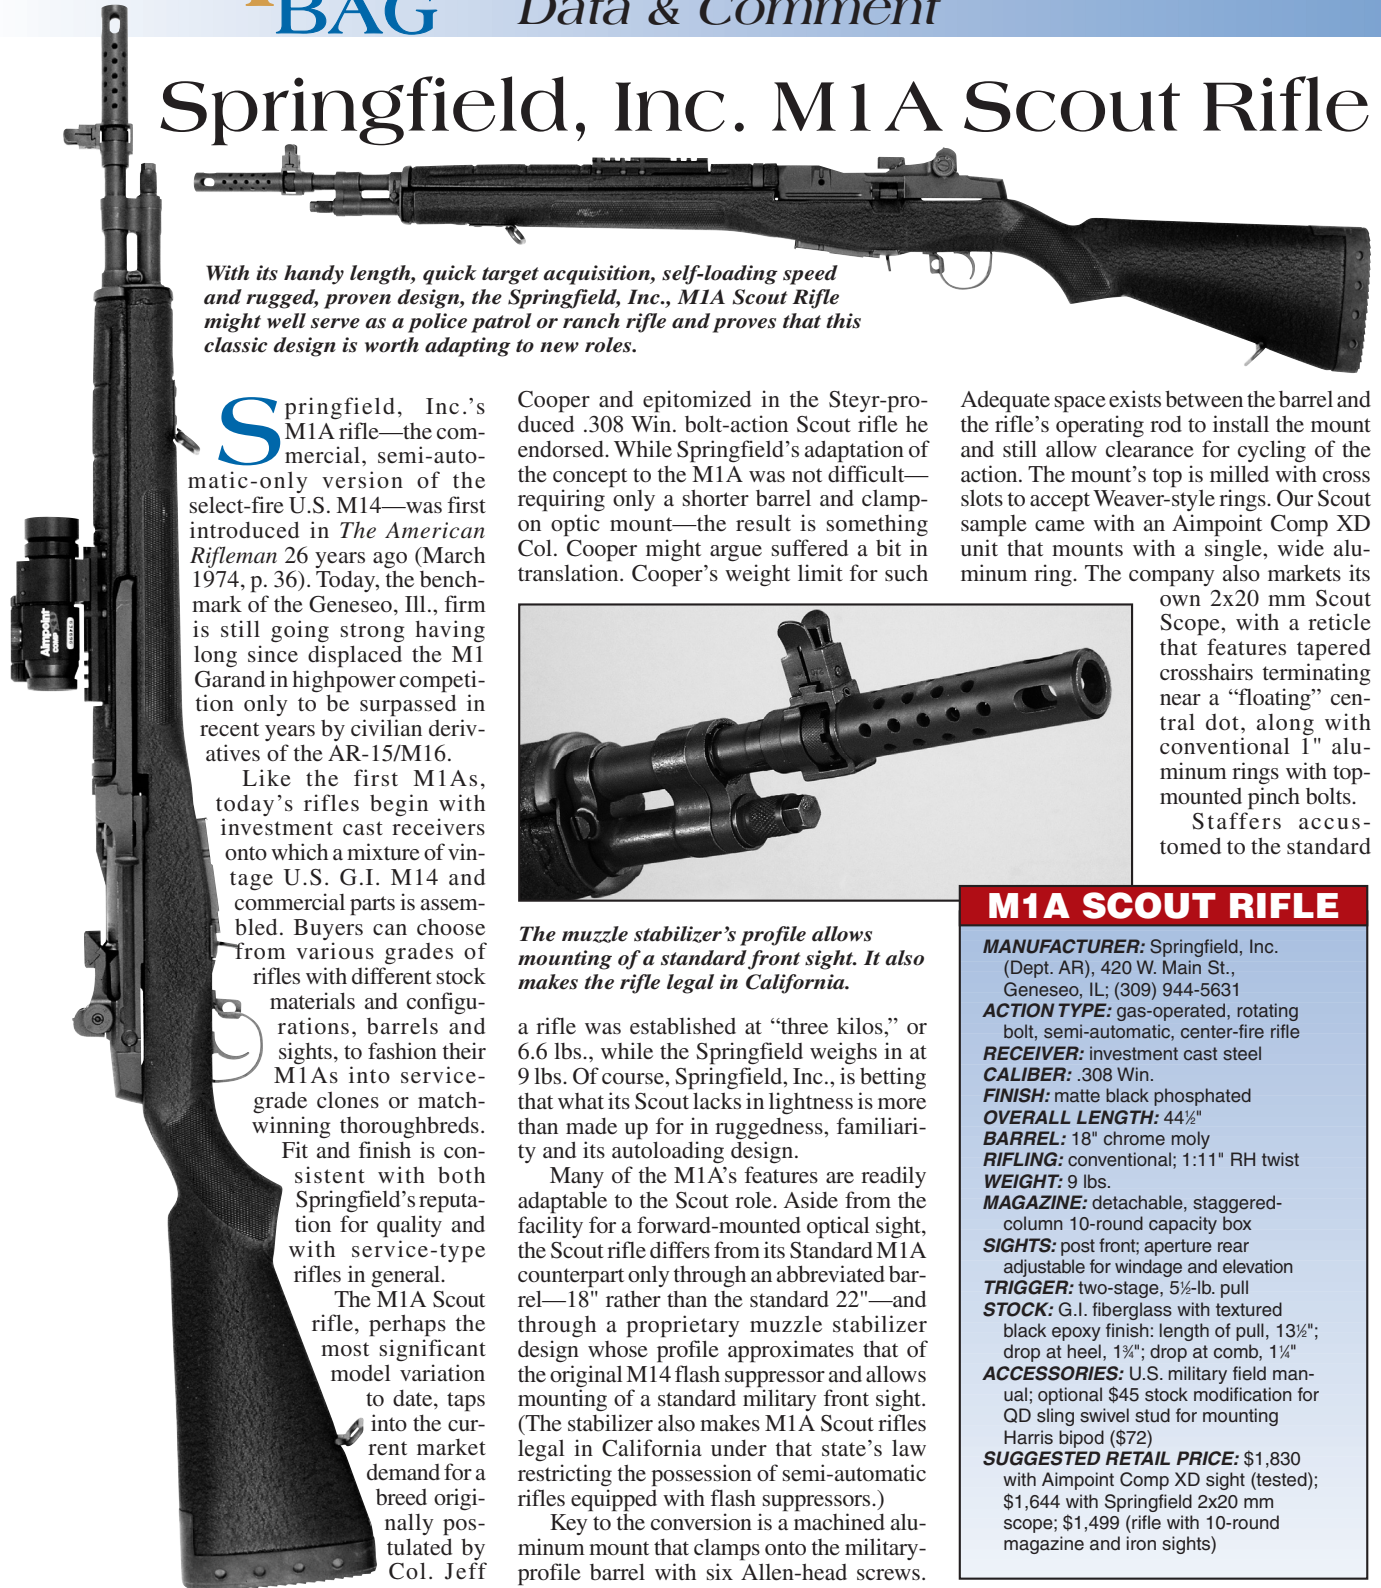 BAG
Data & Comment
Springfield, Inc. M1A Scout Rifle
With its handy length, quick target acquisition, self-loading speed
and rugged, proven design, the Springfield, Inc., M1A Scout Rifle
might well serve as a police patrol or ranch rifle and proves that this
classic design is worth adapting to new roles.
Springfield, Inc.'s
M1A rifle—the com-
mercial, semi-auto-
matic-only version of the
select-fire U.S. M14—was first
introduced in The American
Rifleman 26 years ago (March
1974, p. 36). Today, the bench-
mark of the Geneseo, Ill., firm
is still going strong having
long since displaced the M1
Garand in highpower competi-
tion only to be surpassed in
recent years by civilian deriv-
atives of the AR-15/M16.
Like the first M1As,
today's rifles begin with
investment cast receivers
onto which a mixture of vin-
tage U.S. G.I. M14 and
commercial parts is assem-
bled. Buyers can choose
from various grades of
rifles with different stock
materials and configu-
rations, barrels and
sights, to fashion their
M1As into service-
grade clones or match-
winning thoroughbreds.
Fit and finish is con-
sistent with both
Springfield's reputa-
tion for quality and
with service-type
rifles in general.
The M1A Scout
rifle, perhaps the
most significant
model variation
to date, taps
into the cur-
rent market
demand for a
breed origi-
nally pos-
tulated by
Col. Jeff
Cooper and epitomized in the Steyr-pro-
duced .308 Win. bolt-action Scout rifle he
endorsed. While Springfield's adaptation of
the concept to the M1A was not difficult—
requiring only a shorter barrel and clamp-
on optic mount—the result is something
Col. Cooper might argue suffered a bit in
translation. Cooper's weight limit for such
The muzzle stabilizer's profile allows
mounting of a standard front sight. It also
makes the rifle legal in California.
a rifle was established at "three kilos," or
6.6 lbs., while the Springfield weighs in at
9 lbs. Of course, Springfield, Inc., is betting
that what its Scout lacks in lightness is more
than made up for in ruggedness, familiari-
ty and its autoloading design.
Many of the M1A's features are readily
adaptable to the Scout role. Aside from the
facility for a forward-mounted optical sight,
the Scout rifle differs from its Standard M1A
counterpart only through an abbreviated bar-
rel—18" rather than the standard 22"—and
through a proprietary muzzle stabilizer
design whose profile approximates that of
the original M14 flash suppressor and allows
mounting of a standard military front sight.
(The stabilizer also makes M1A Scout rifles
legal in California under that state's law
restricting the possession of semi-automatic
rifles equipped with flash suppressors.)
Key to the conversion is a machined alu-
minum mount that clamps onto the military-
profile barrel with six Allen-head screws.
Adequate space exists between the barrel and
the rifle's operating rod to install the mount
and still allow clearance for cycling of the
action. The mount's top is milled with cross
slots to accept Weaver-style rings. Our Scout
sample came with an Aimpoint Comp XD
unit that mounts with a single, wide alu-
minum ring. The company also markets its
own 2x20 mm Scout
Scope, with a reticle
that features tapered
crosshairs terminating
near a "floating" cen-
tral dot, along with
conventional 1" alu-
minum rings with top-
mounted pinch bolts.
Staffers accus-
tomed to the standard
M1A SCOUT RIFLE
MANUFACTURER: Springfield, Inc.
(Dept. AR), 420 W. Main St.,
Geneseo, IL; (309) 944-5631
ACTION TYPE: gas-operated, rotating
bolt, semi-automatic, center-fire rifle
RECEIVER: investment cast steel
CALIBER: .308 Win.
FINISH: matte black phosphated
OVERALL LENGTH: 44½"
BARREL: 18" chrome moly
RIFLING: conventional; 1:11" RH twist
WEIGHT: 9 lbs.
MAGAZINE: detachable, staggered-
column 10-round capacity box
SIGHTS: post front; aperture rear
adjustable for windage and elevation
TRIGGER: two-stage, 5½-lb. pull
STOCK: G.I. fiberglass with textured
black epoxy finish: length of pull, 13½";
drop at heel, 1¾"; drop at comb, 1¼"
ACCESSORIES: U.S. military field man-
ual; optional $45 stock modification for
QD sling swivel stud for mounting
Harris bipod ($72)
SUGGESTED RETAIL PRICE: $1,830
with Aimpoint Comp XD sight (tested);
$1,644 with Springfield 2x20 mm
scope; $1,499 (rifle with 10-round
magazine and iron sights)
Aimpoint
COMP